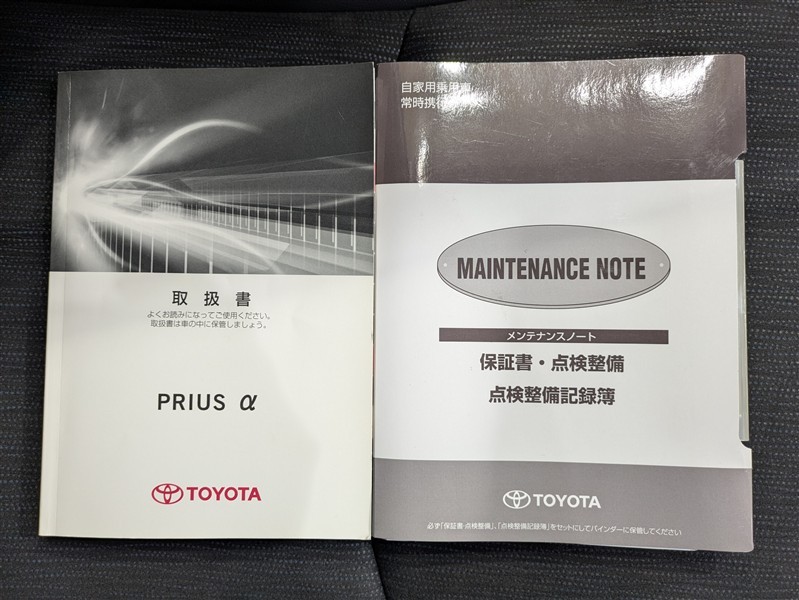 取扱書
よくお読みになってご使用ください。
取扱書は車の中に保管しましょう。
PRIUS α
TOYOTA
自家用乗用車
常時携行
MAINTENANCE NOTE
メンテナンスノート
保証書・点検整備
点検整備記録簿
TOYOTA
必ず「保証書・点検整備」、「点検整備記録簿」をセットにしてバインダーに保管してください